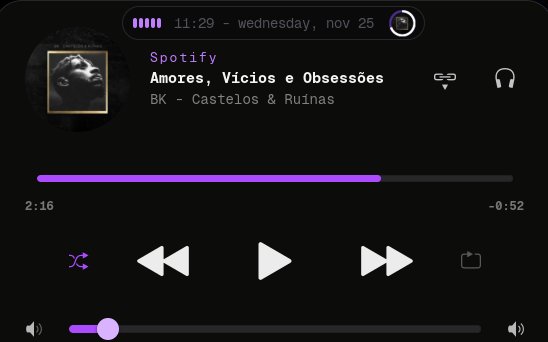 11:29 - wednesday, nov 25
Spotify
Amores, Vícios e Obsessões
BK - Castelos & Ruínas
2:16
-0:52